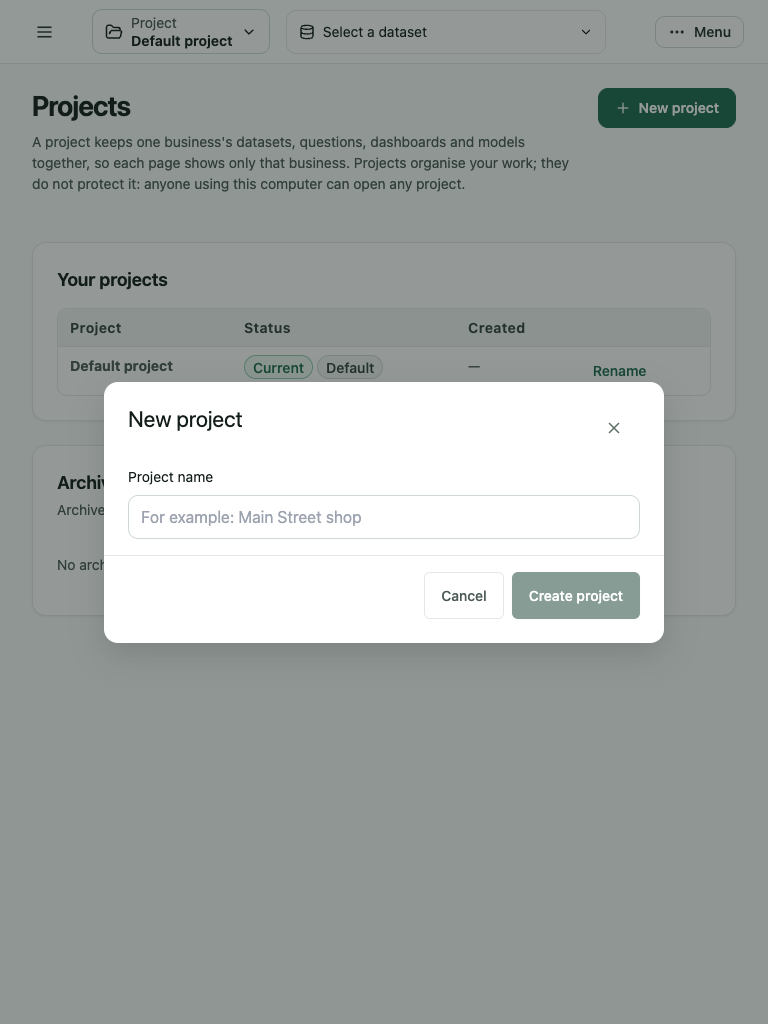 Project
Default project
Select a dataset
Menu
Projects
New project
A project keeps one business's datasets, questions, dashboards and models
together, so each page shows only that business. Projects organise your work; they
do not protect it: anyone using this computer can open any project.
Your projects
Project Status Created
Default project Current Default — Rename
New project
Project name
For example: Main Street shop
Cancel
Create project
Archive
No